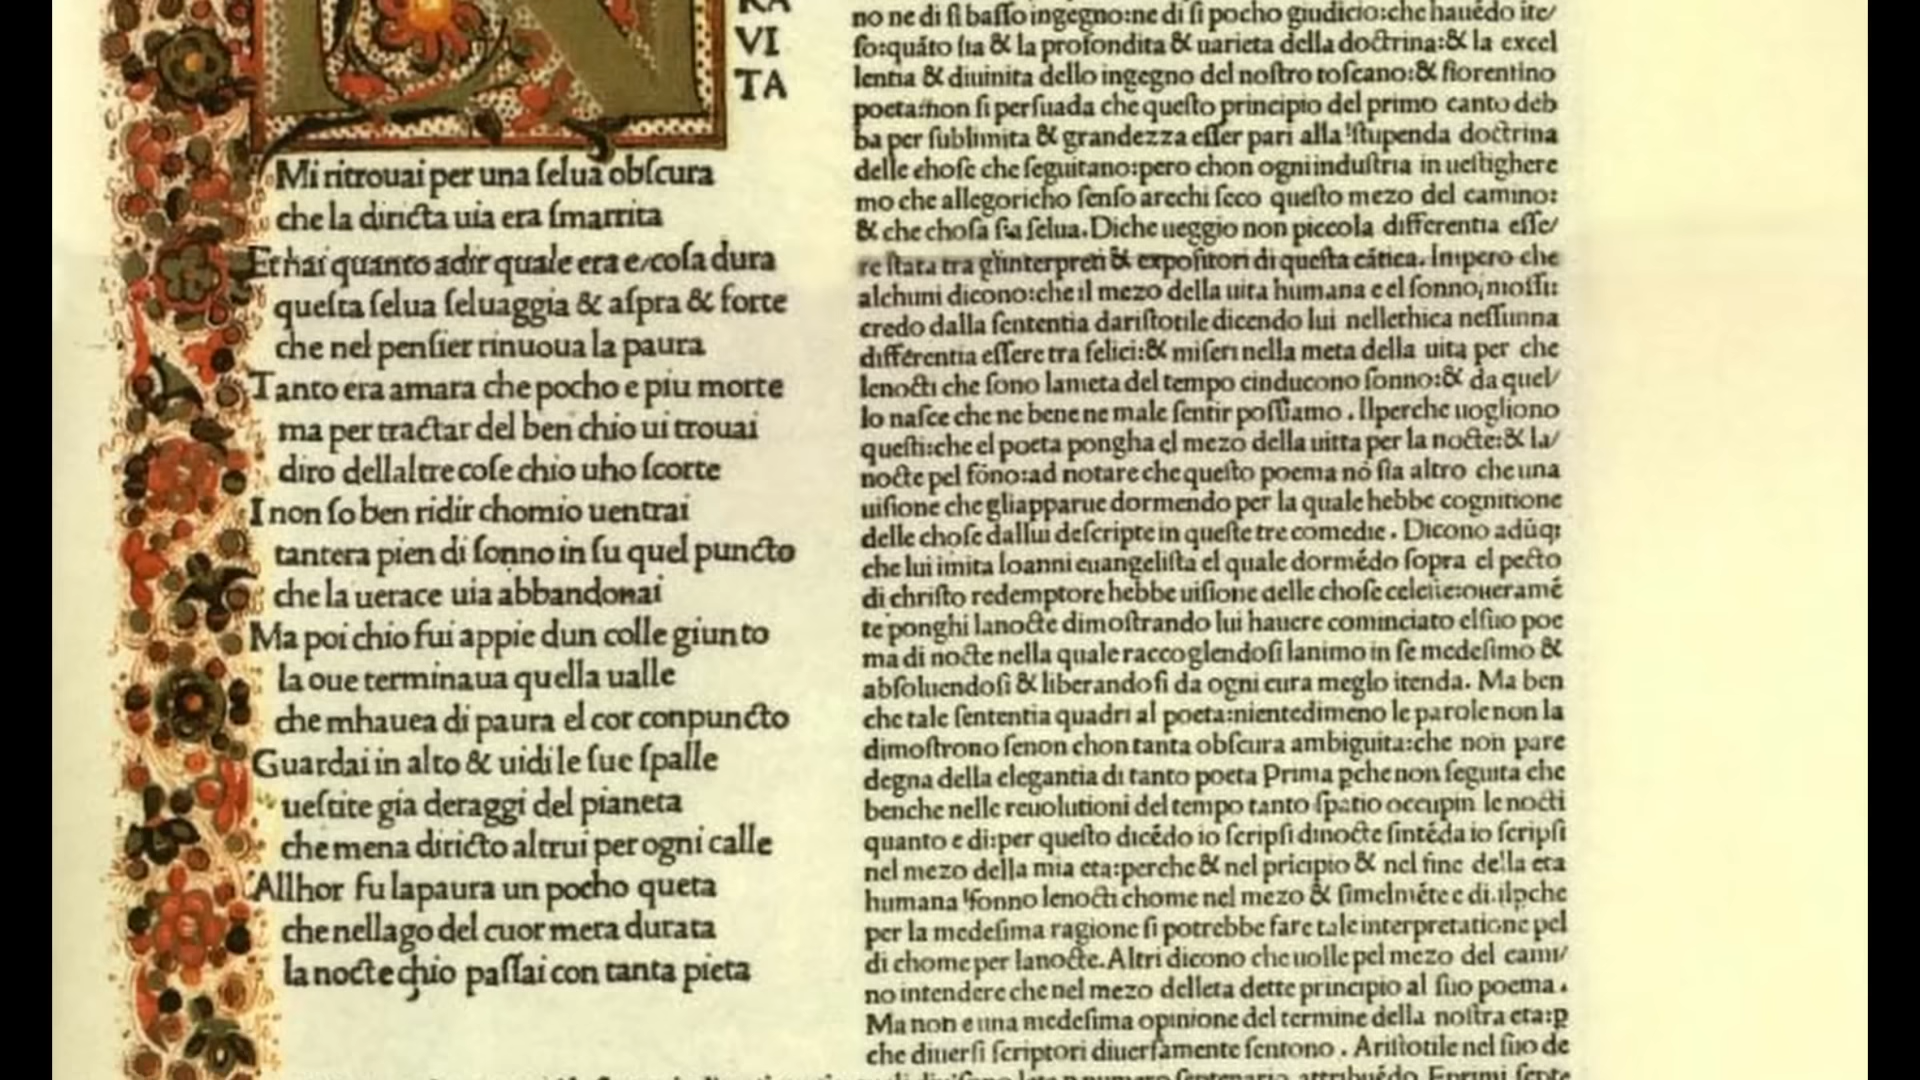 RA
VI
TA
Mi ritrouai per una ſelua obſcura
che la diricta uia era ſmarrita
Et hai quanto adir quale era e/coſa dura
queſta ſelua ſeluaggia & aſpra & forte
che nel penſier rinuoua la paura
Tanto era amara che pocho e piu morte
ma per tractar del ben chio ui trouai
diro dellaltre coſe chio uho ſcorte
I non ſo ben ridir chomio uentrai
tantera pien di ſonno in ſu quel puncto
che la uerace uia abbandonai
Ma poi chio fui appie dun colle giunto
la oue terminaua quella ualle
che mhauea di paura el cor conpuncto
Guardai in alto & uidi le ſue ſpalle
ueſtite gia deraggi del pianeta
che mena diricto altrui per ogni calle
Allhor fu lapaura un pocho queta
che nellago del cuor mera durata
la nocte chio paſſai con tanta pieta
no ne di ſi baſſo ingegno:ne di ſi pocho giudicio:che hauédo ite/
ſo:quáto ſia & la profondita & uarieta della doctrina:& la excel
lentia & diuinita dello ingegno del noſtro toſcano:& fiorentino
poeta:non ſi perſuada che queſto principio del primo canto deb
ba per ſublimita & grandezza eſſer pari alla ſtupenda doctrina
delle choſe che ſeguitano:pero chon ogni induſtria in ueſtighere
mo che allegoricho ſenſo arechi ſeco queſto mezo del camino:
& che choſa ſia ſelua. Diche ueggio non piccola differentia eſſe/
re ſtata tra glinterpreti & expoſitori di queſta cática. Impero che
alchuni dicono:che il mezo della uita humana e el ſonno moſſi:
credo dalla ſententia dariſtotile dicendo lui nellethica neſſunna
differentia eſſere tra felici:& miſeri nella meta della uita per che
lenocti che ſono lameta del tempo cinducono ſonno:& da quel/
lo naſce che ne bene ne male ſentir poſſiamo . Ilperche uogliono
queſti:che el poeta pongha el mezo della uitta per la nocte:& la/
nocte pel ſóno:ad notare che queſto poema nó ſia altro che una
uiſione che gliapparue dormendo per la quale hebbe cognitione
delle choſe dallui deſcripte in queſte tre comedie . Dicono adūq;
che lui imita Ioanni euangeliſta el quale dormédo ſopra el pecto
di chriſto redemptore hebbe uiſione delle choſe celeſte:oueramé
te ponghi lanocte dimoſtrando lui hauere cominciato elſuo poe
ma di nocte nella quale raccoglendoſi lanimo in ſe medeſimo &
abſoluendoſi & liberandoſi da ogni cura meglo itenda. Ma ben
che tale ſententia quadri al poeta:nientedimeno le parole non la
dimoſtrono ſenon chon tanta obſcura ambiguita:che non pare
degna della elegantia di tanto poeta Prima pche non ſeguita che
benche nelle reuolutioni del tempo tanto ſpatio occupin le nocti
quanto e di:per queſto dicédo io ſcripſi dinocte ſintéda io ſcripſi
nel mezo della mia eta:perche & nel pricipio & nel fine della eta
humana ſonno lenocti chome nel mezo & ſimelméte e di.ilpche
per la medeſima ragione ſi potrebbe fare tale interpretatione pel
di chome per lanocte. Altri dicono che uolle pel mezo del cami/
no intendere che nel mezo delleta dette principio al ſuo poema .
Ma non e una medeſima opinione del termine della noſtra eta:p
che diuerſi ſcriptori diuerſamente ſentono . Ariſtotile nel ſuo de
numero ſeptenario attribuédo